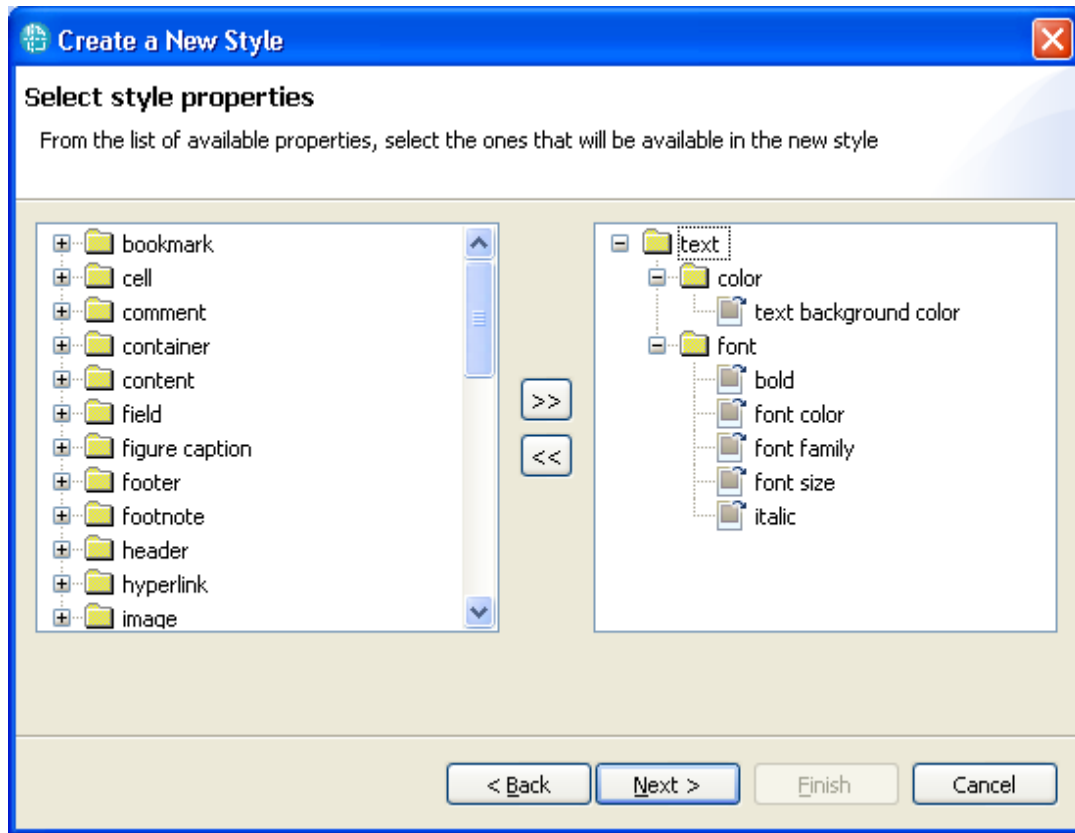 Create a New Style
Select style properties
From the list of available properties, select the ones that will be available in the new style
bookmark
cell
comment
container
content
field
figure caption
footer
footnote
header
hyperlink
image
>>
<<
text
color
text background color
font
bold
font color
font family
font size
italic
< Back
Next >
Finish
Cancel